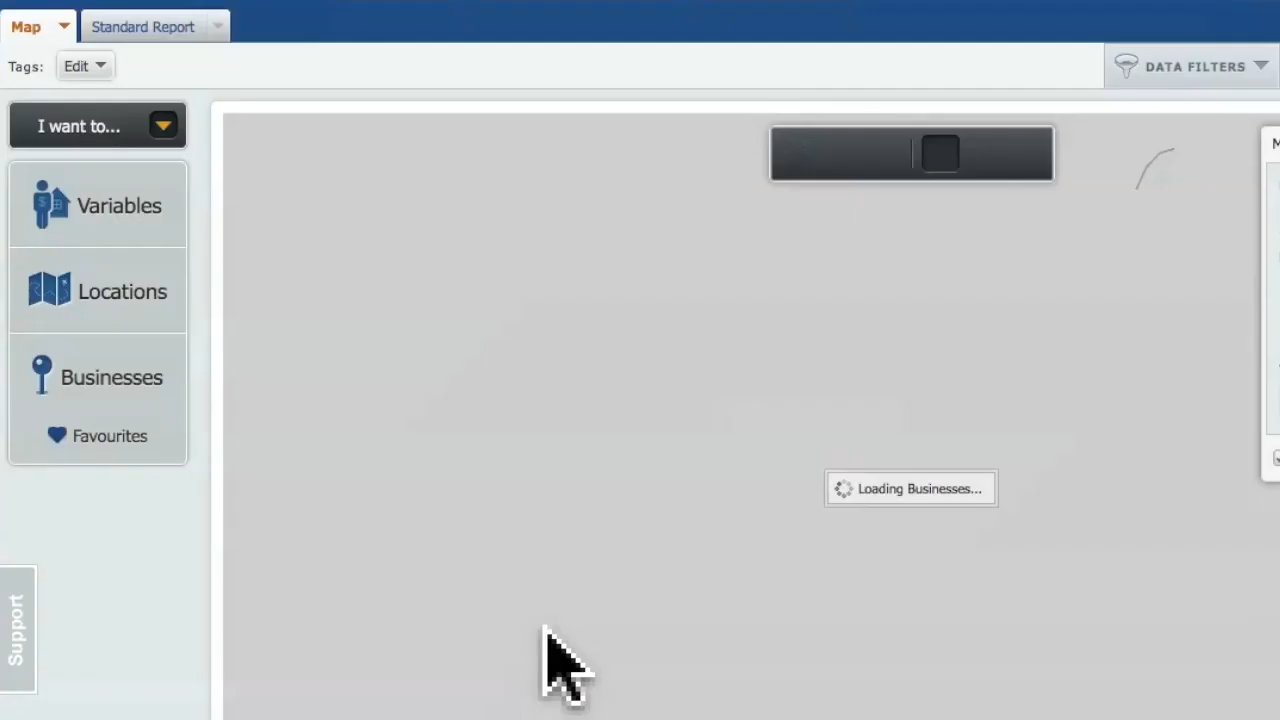 Map
Standard Report
Tags:
Edit
DATA FILTERS
I want to...
Variables
$
Locations
Businesses
Favourites
Loading Businesses...
Support